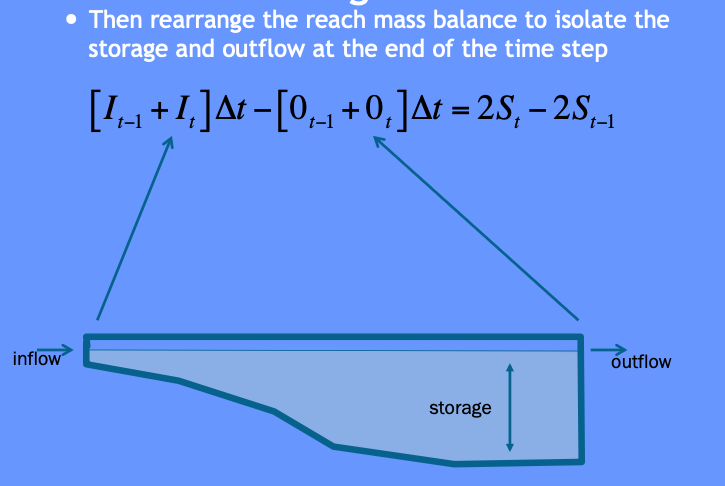 • Then rearrange the reach mass balance to isolate the
storage and outflow at the end of the time step
[I_{t-1} + I_t]Δt − [0_{t-1} + 0_t]Δt = 2S_t − 2S_{t-1}
inflow
outflow
storage